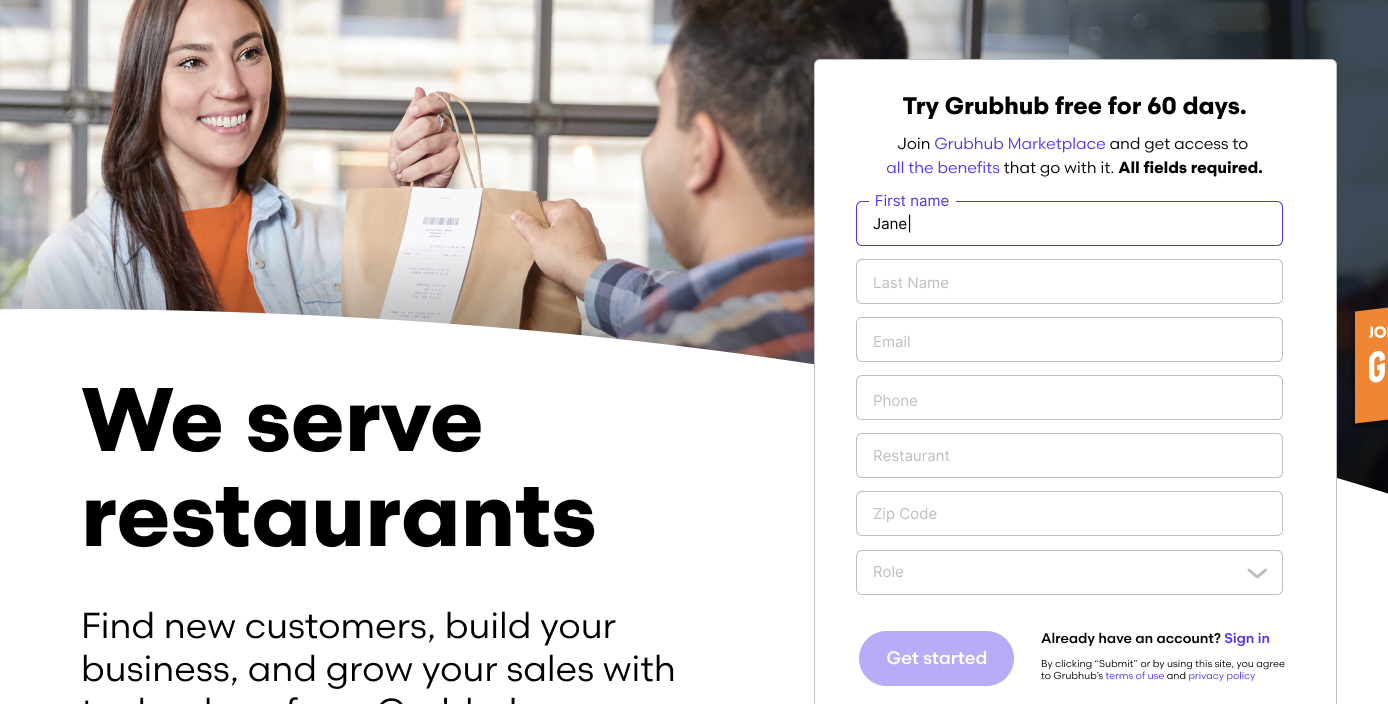 We serve
restaurants
Find new customers, build your
business, and grow your sales with
Try Grubhub free for 60 days.
Join Grubhub Marketplace and get access to
all the benefits that go with it. All fields required.
First name
Jane
Last Name
Email
Phone
Restaurant
Zip Code
Role
Get started
Already have an account? Sign in
By clicking “Submit” or by using this site, you agree
to Grubhub’s terms of use and privacy policy